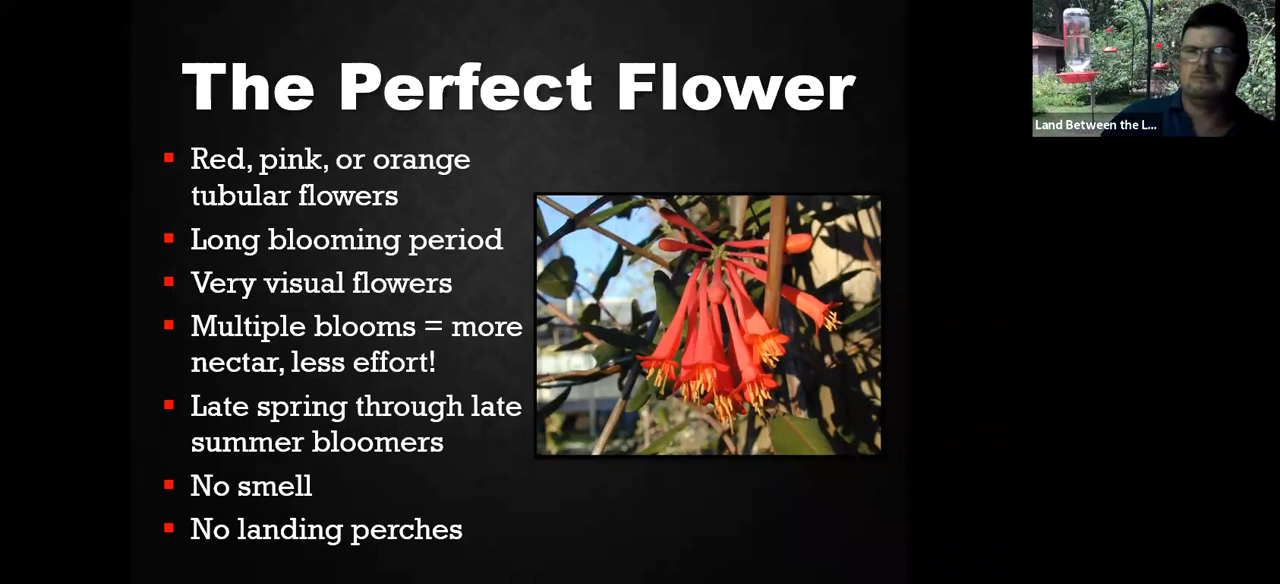 The Perfect Flower
Red, pink, or orange
tubular flowers
Long blooming period
Very visual flowers
Multiple blooms = more
nectar, less effort!
Late spring through late
summer bloomers
No smell
No landing perches
Land Between the L...